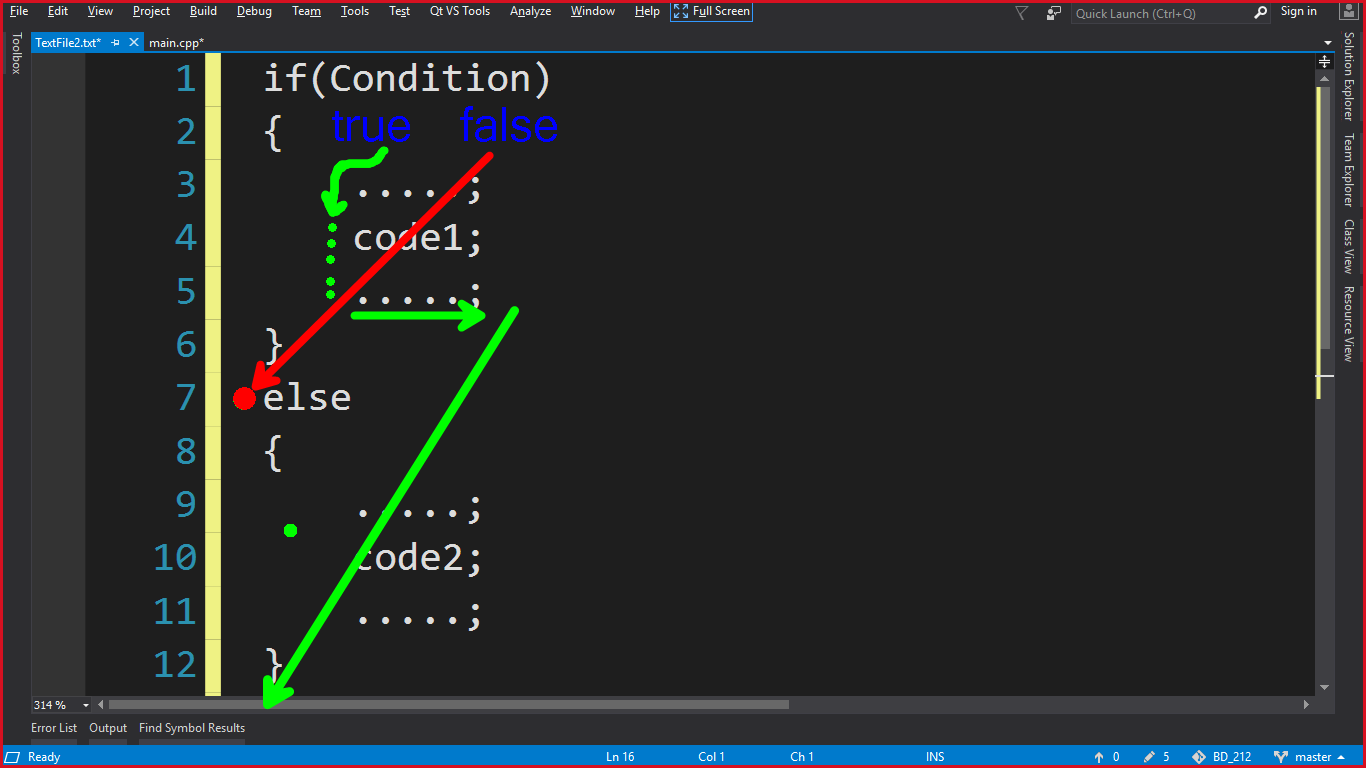 File Edit View Project Build Debug Team Tools Test Qt VS Tools Analyze Window Help Full Screen Quick Launch (Ctrl+Q) Sign in
TextFile2.txt* main.cpp*
Toolbox
1 if(Condition)
2 { true false
3 .....;
4 code1;
5 .....;
6 }
7 else
8 {
9 .....;
10 code2;
11 .....;
12 }
Solution Explorer
Team Explorer
Class View
Resource View
314 %
Error List Output Find Symbol Results
Ready Ln 16 Col 1 Ch 1 INS 0 5 BD_212 master